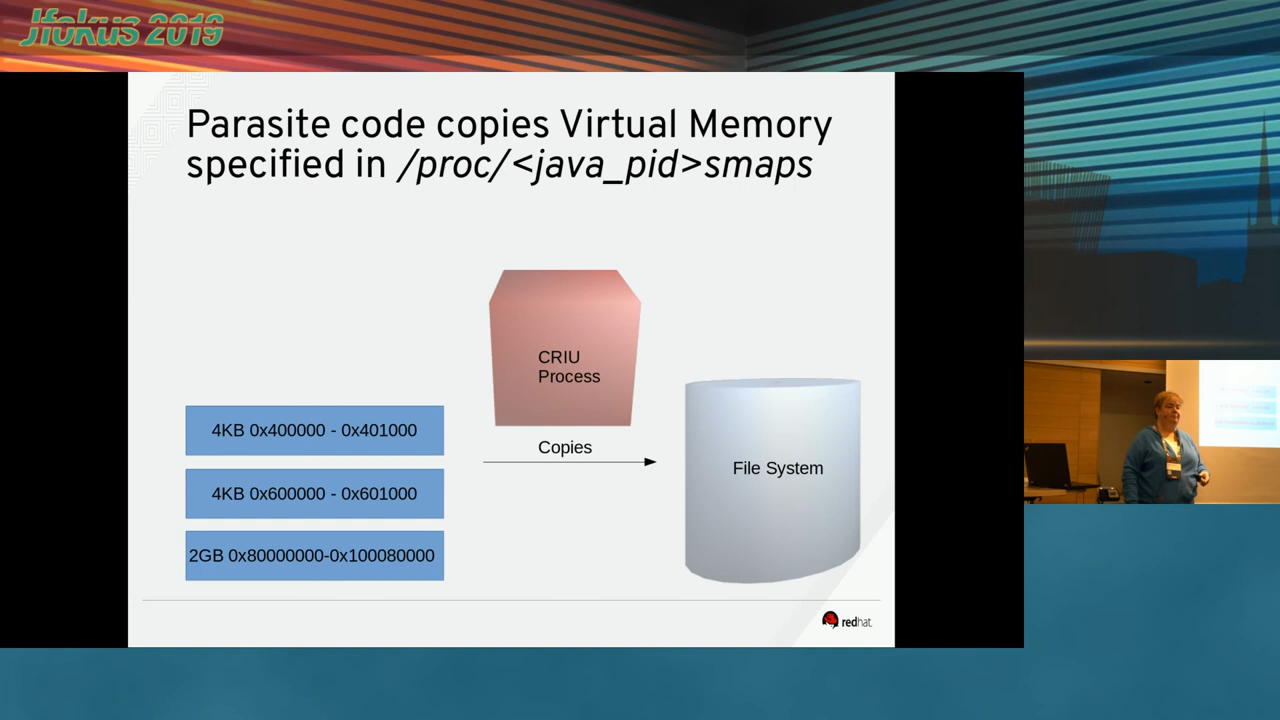 Jfokus 2019
Parasite code copies Virtual Memory
specified in /proc/<java_pid>smaps
CRIU
Process
4KB 0x400000 - 0x401000
4KB 0x600000 - 0x601000
2GB 0x80000000-0x100080000
Copies
File System
redhat.